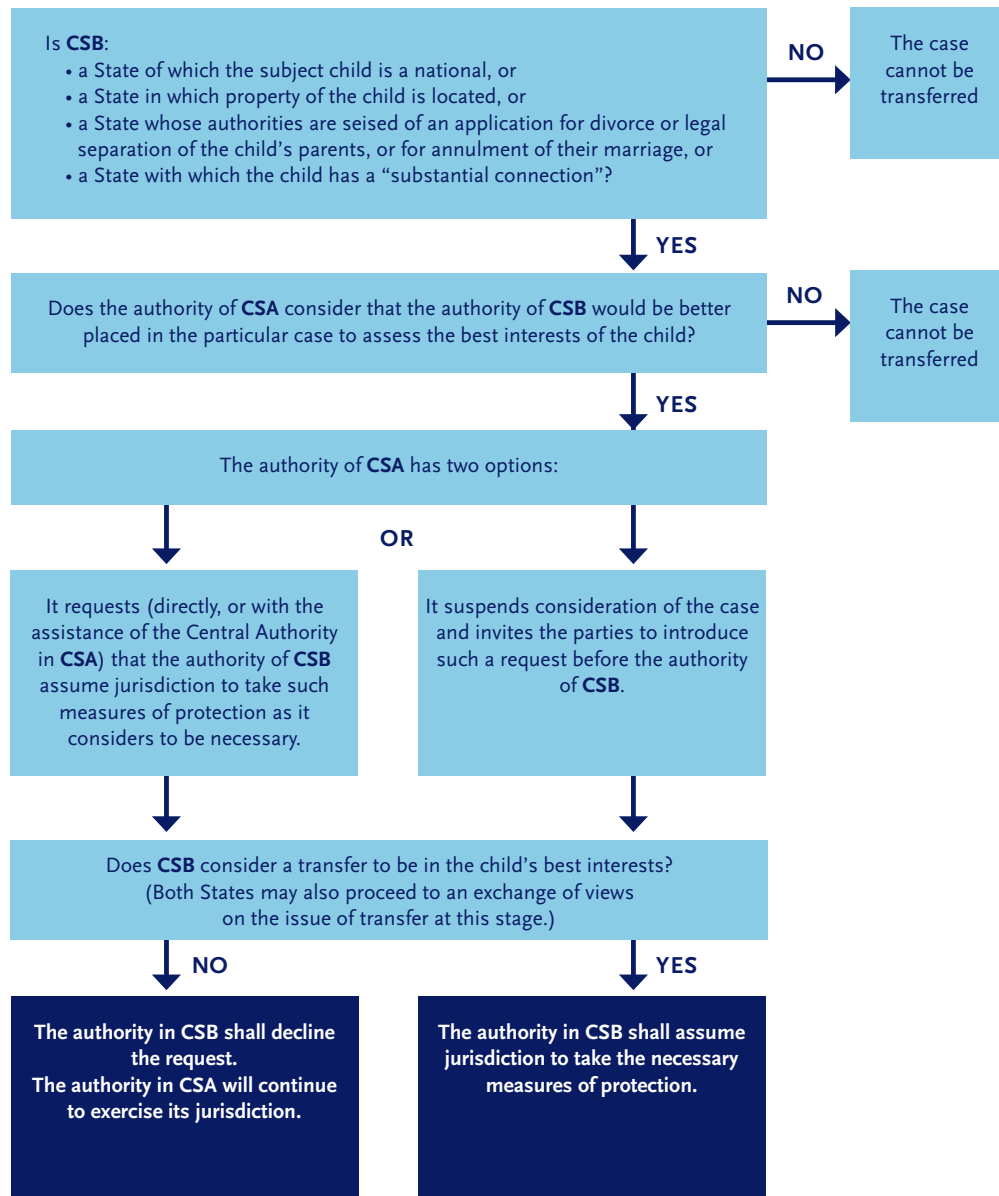 Is CSB:
• a State of which the subject child is a national, or
• a State in which property of the child is located, or
• a State whose authorities are seised of an application for divorce or legal
separation of the child’s parents, or for annulment of their marriage, or
• a State with which the child has a “substantial connection”?
NO
The case
cannot be
transferred
YES
Does the authority of CSA consider that the authority of CSB would be better
placed in the particular case to assess the best interests of the child?
NO
The case
cannot be
transferred
YES
The authority of CSA has two options:
OR
It requests (directly, or with the
assistance of the Central Authority
in CSA) that the authority of CSB
assume jurisdiction to take such
measures of protection as it
considers to be necessary.
It suspends consideration of the case
and invites the parties to introduce
such a request before the authority
of CSB.
Does CSB consider a transfer to be in the child’s best interests?
(Both States may also proceed to an exchange of views
on the issue of transfer at this stage.)
NO
YES
The authority in CSB shall decline
the request.
The authority in CSA will continue
to exercise its jurisdiction.
The authority in CSB shall assume
jurisdiction to take the necessary
measures of protection.